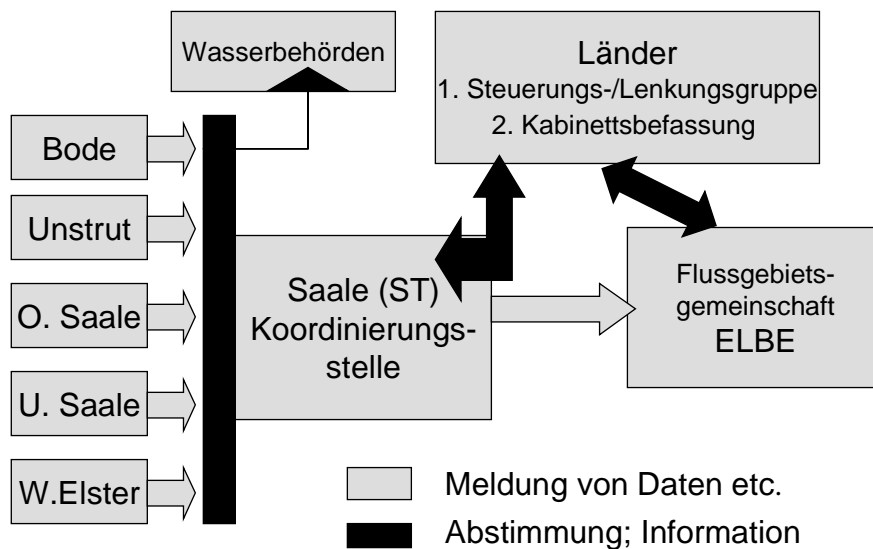 Wasserbehörden
Länder
1. Steuerungs-/Lenkungsgruppe
2. Kabinettsbefassung
Bode
Unstrut
O. Saale
U. Saale
W.Elster
Saale (ST)
Koordinierungs-
stelle
Flussgebiets-
gemeinschaft
ELBE
Meldung von Daten etc.
Abstimmung; Information